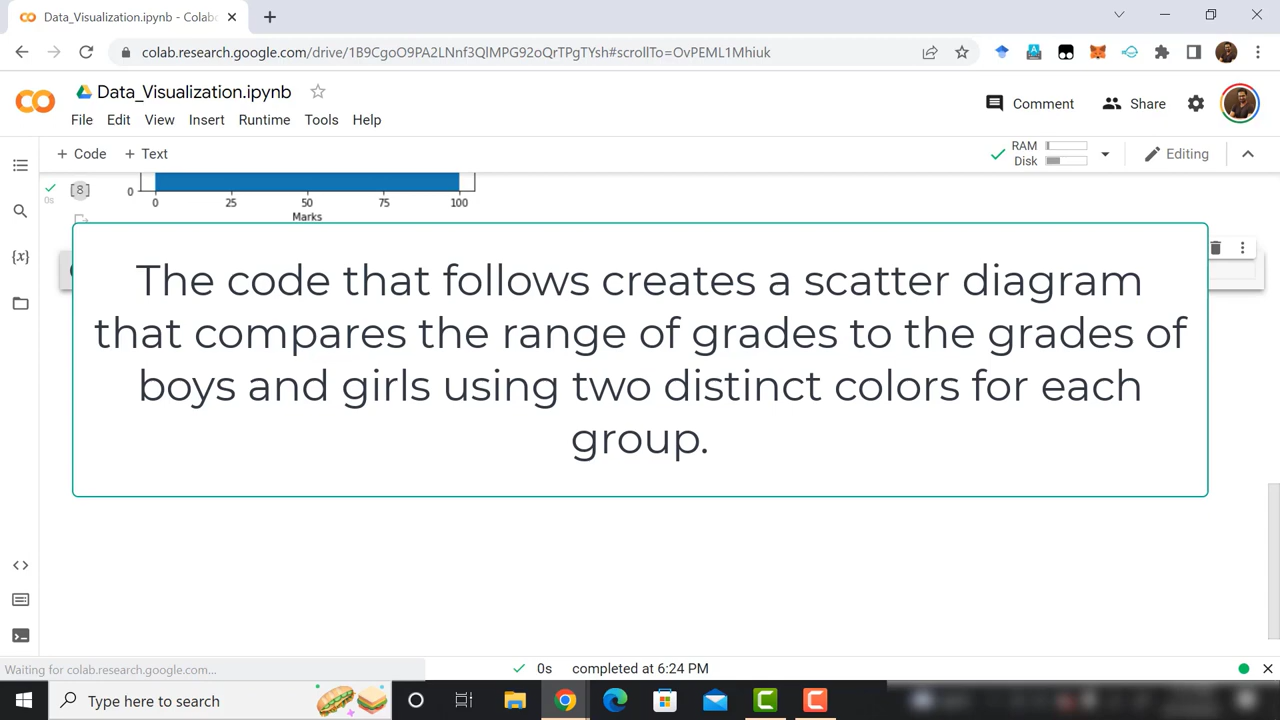 Data_Visualization.ipynb - Colab
colab.research.google.com/drive/1B9CgoO9PA2LNnf3QlMPG92oQrTPgTYsh#scrollTo=OvPEML1Mhiuk
Data_Visualization.ipynb
Comment
Share
File Edit View Insert Runtime Tools Help
+ Code + Text
RAM
Disk
Editing
[8]
0s
0
0 25 50 75 100
Marks
{x}
The code that follows creates a scatter diagram
that compares the range of grades to the grades of
boys and girls using two distinct colors for each
group.
Waiting for colab.research.google.com...
0s completed at 6:24 PM
Type here to search